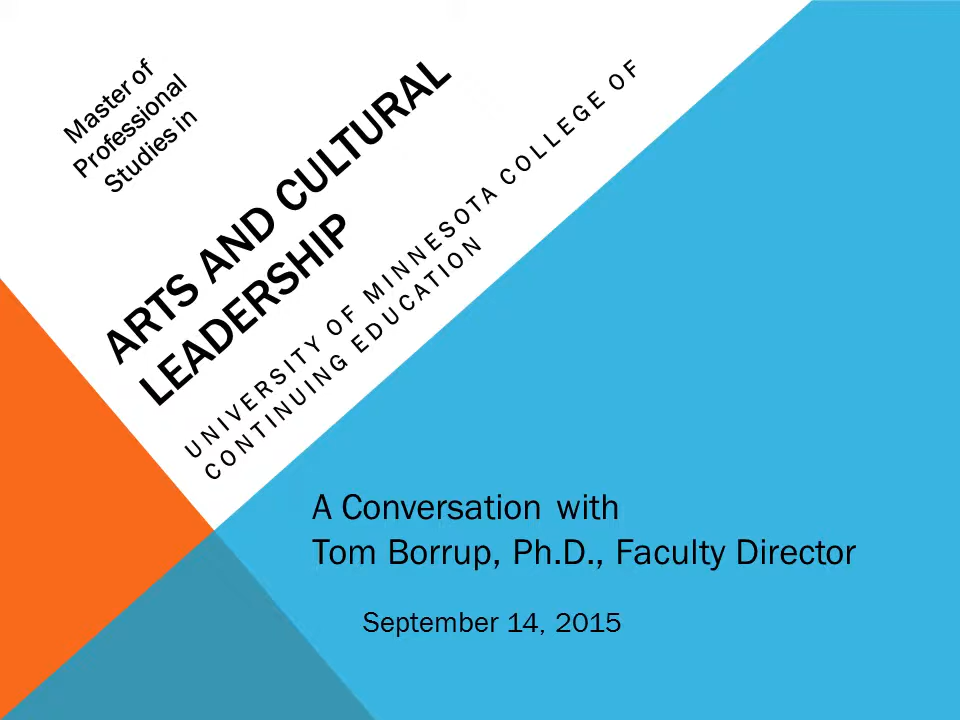 Master of
Professional
Studies in
ARTS AND CULTURAL
LEADERSHIP
UNIVERSITY OF MINNESOTA COLLEGE OF
CONTINUING EDUCATION
A Conversation with
Tom Borrup, Ph.D., Faculty Director
September 14, 2015